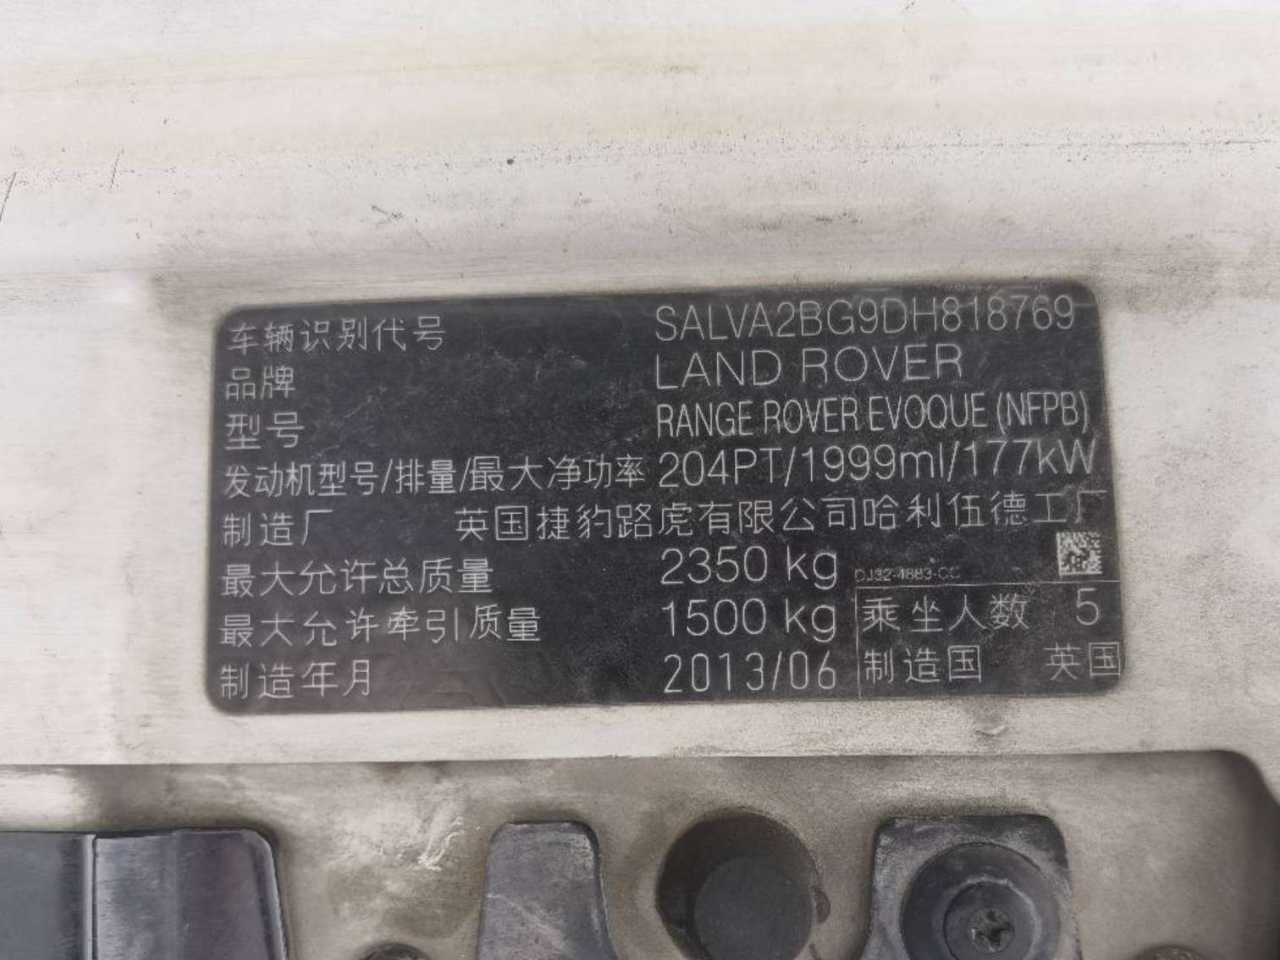 车辆识别代号 SALVA2BG9DH818769
品牌 LAND ROVER
型号 RANGE ROVER EVOQUE (NFPB)
发动机型号/排量/最大净功率 204PT/1999ml/177kW
制造厂 英国捷豹路虎有限公司哈利伍德工厂
最大允许总质量 2350 kg DJ32-4883-CC
最大允许牵引质量 1500 kg 乘坐人数 5
制造年月 2013/06 制造国 英国